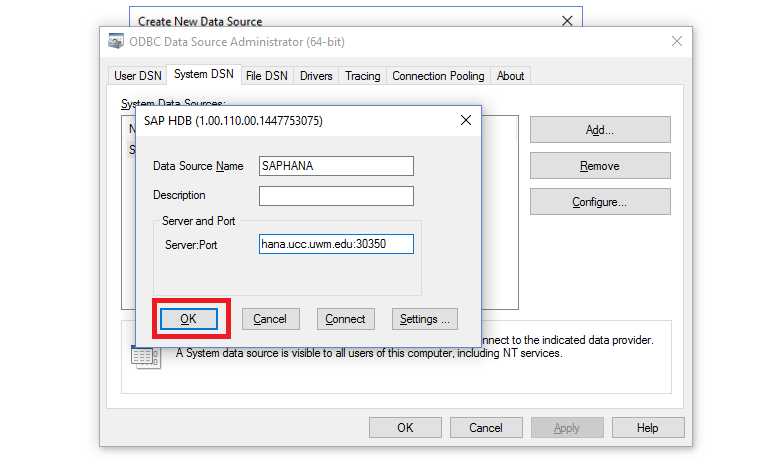 Create New Data Source
ODBC Data Source Administrator (64-bit)
User DSN System DSN File DSN Drivers Tracing Connection Pooling About
System Data Sources:
SAP HDB (1.00.110.00.1447753075)
Add...
Data Source Name SAPHANA
Remove
Description
Configure...
Server and Port
Server:Port hana.ucc.uwm.edu:30350
OK Cancel Connect Settings ...
nnect to the indicated data provider.
A System data source is visible to all users of this computer, including NT services.
OK Cancel Apply Help